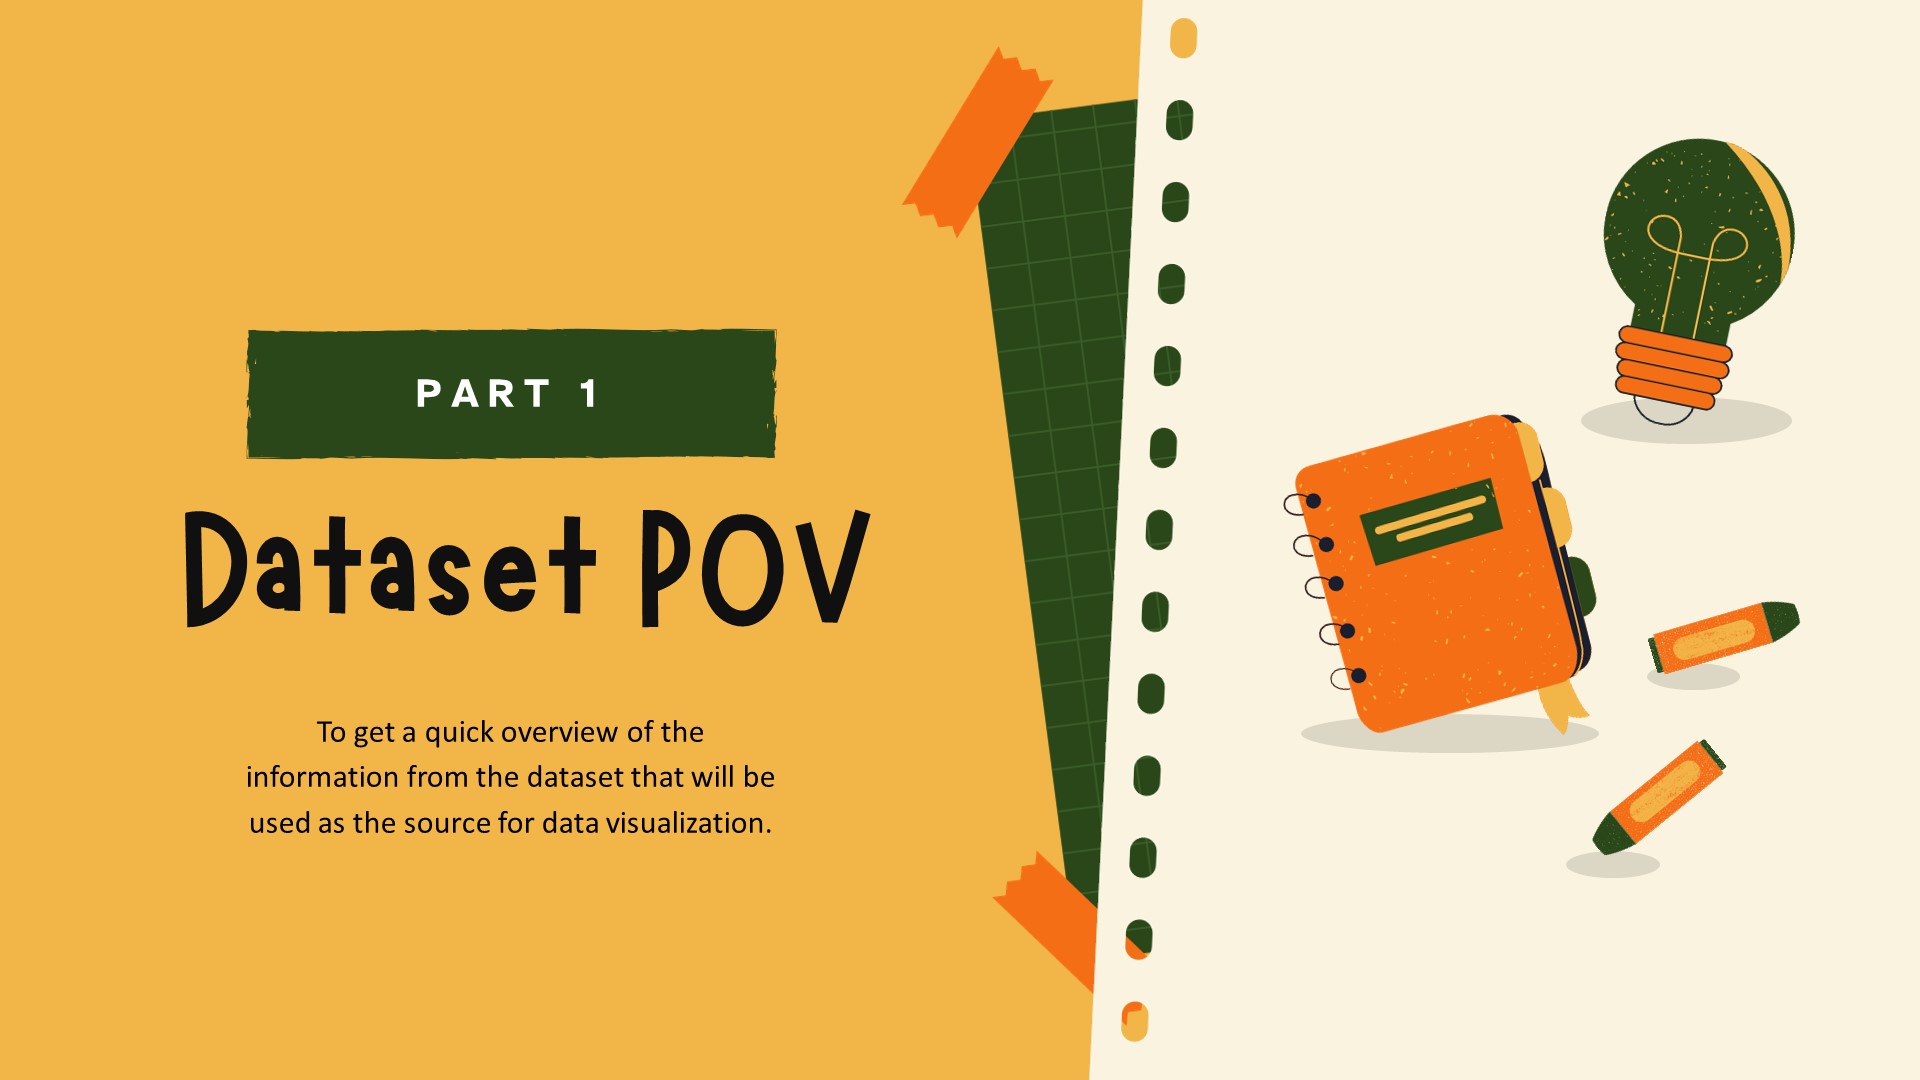 PART 1
Dataset POV
To get a quick overview of the
information from the dataset that will be
used as the source for data visualization.